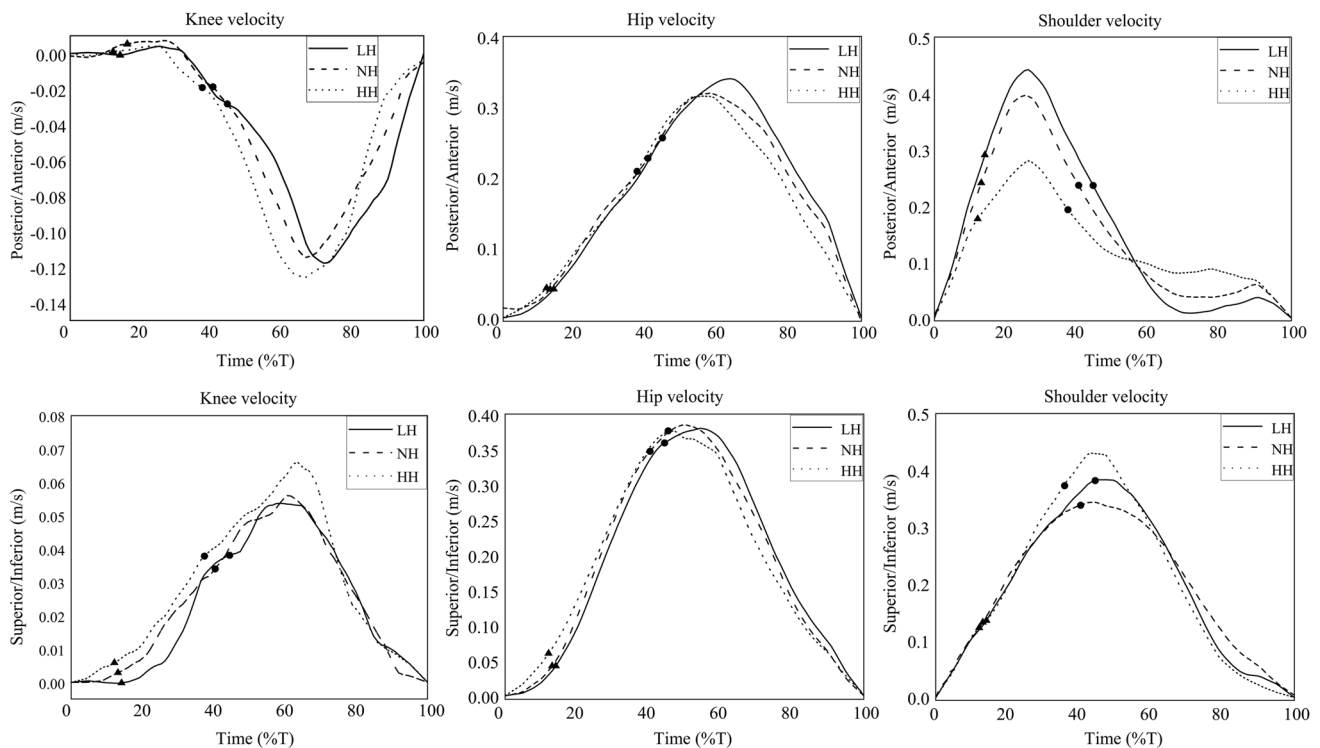 Knee velocity
Posterior/Anterior (m/s)
0.00
-0.02
-0.04
-0.06
-0.08
-0.10
-0.12
-0.14
LH
NH
HH
0 20 40 60 80 100
Time (%T)
Hip velocity
Posterior/Anterior (m/s)
0.4
0.3
0.2
0.1
0.0
LH
NH
HH
0 20 40 60 80 100
Time (%T)
Shoulder velocity
Posterior/Anterior (m/s)
0.5
0.4
0.3
0.2
0.1
0.0
LH
NH
HH
0 20 40 60 80 100
Time (%T)
Knee velocity
Superior/Inferior (m/s)
0.08
0.07
0.06
0.05
0.04
0.03
0.02
0.01
0.00
LH
NH
HH
0 20 40 60 80 100
Time (%T)
Hip velocity
Superior/Inferior (m/s)
0.40
0.35
0.30
0.25
0.20
0.15
0.10
0.05
0.00
LH
NH
HH
0 20 40 60 80 100
Time (%T)
Shoulder velocity
Superior/Inferior (m/s)
0.5
0.4
0.3
0.2
0.1
0.0
LH
NH
HH
0 20 40 60 80 100
Time (%T)